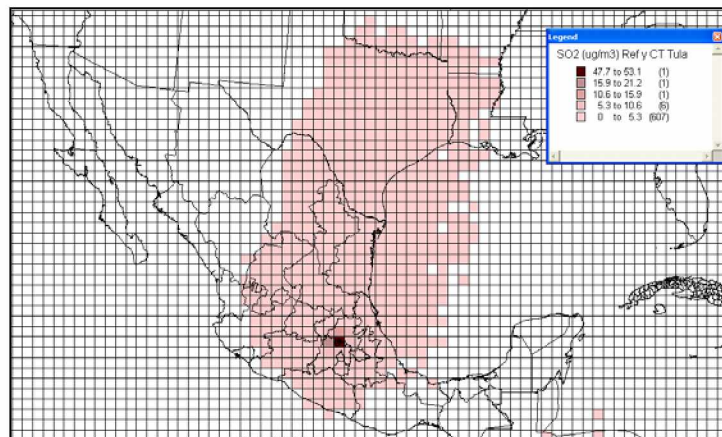 Legend
SO2 (ug/m3) Ref y CT Tula
47.7 to 53.1 (1)
15.9 to 21.2 (1)
10.6 to 15.9 (1)
5.3 to 10.6 (6)
0 to 5.3 (607)